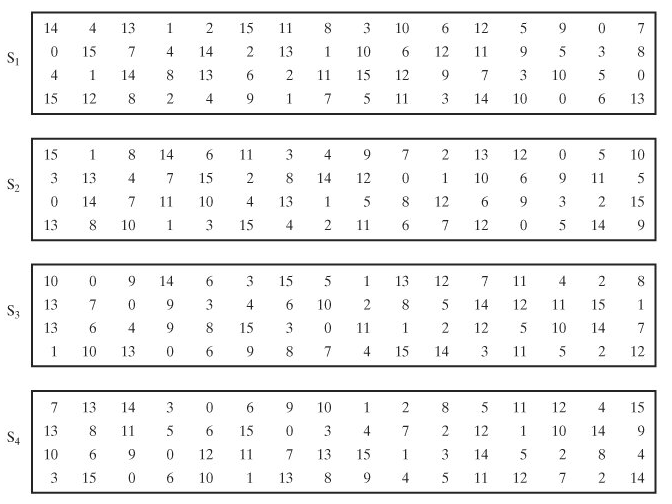 S₁
14 4 13 1 2 15 11 8 3 10 6 12 5 9 0 7
0 15 7 4 14 2 13 1 10 6 12 11 9 5 3 8
4 1 14 8 13 6 2 11 15 12 9 7 3 10 5 0
15 12 8 2 4 9 1 7 5 11 3 14 10 0 6 13
S₂
15 1 8 14 6 11 3 4 9 7 2 13 12 0 5 10
3 13 4 7 15 2 8 14 12 0 1 10 6 9 11 5
0 14 7 11 10 4 13 1 5 8 12 6 9 3 2 15
13 8 10 1 3 15 4 2 11 6 7 12 0 5 14 9
S₃
10 0 9 14 6 3 15 5 1 13 12 7 11 4 2 8
13 7 0 9 3 4 6 10 2 8 5 14 12 11 15 1
13 6 4 9 8 15 3 0 11 1 2 12 5 10 14 7
1 10 13 0 6 9 8 7 4 15 14 3 11 5 2 12
S₄
7 13 14 3 0 6 9 10 1 2 8 5 11 12 4 15
13 8 11 5 6 15 0 3 4 7 2 12 1 10 14 9
10 6 9 0 12 11 7 13 15 1 3 14 5 2 8 4
3 15 0 6 10 1 13 8 9 4 5 11 12 7 2 14